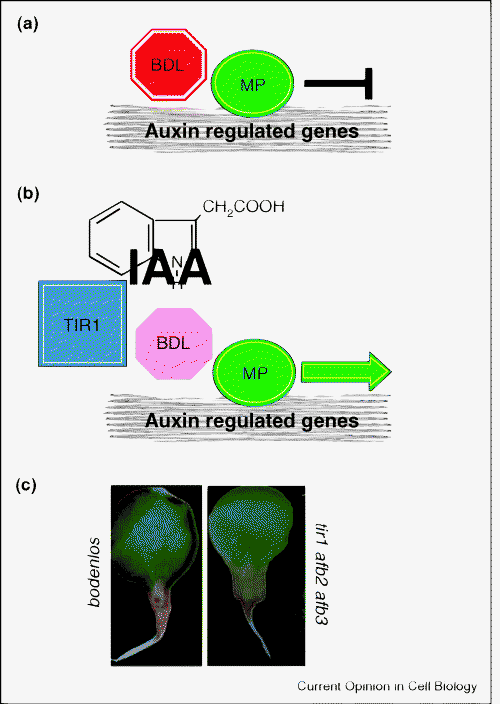 (a)
BDL
MP
Auxin regulated genes
(b)
CH₂COOH
N
H
IAA
TIR1
BDL
MP
Auxin regulated genes
(c)
bodenlos
tir1 afb2 afb3
Current Opinion in Cell Biology